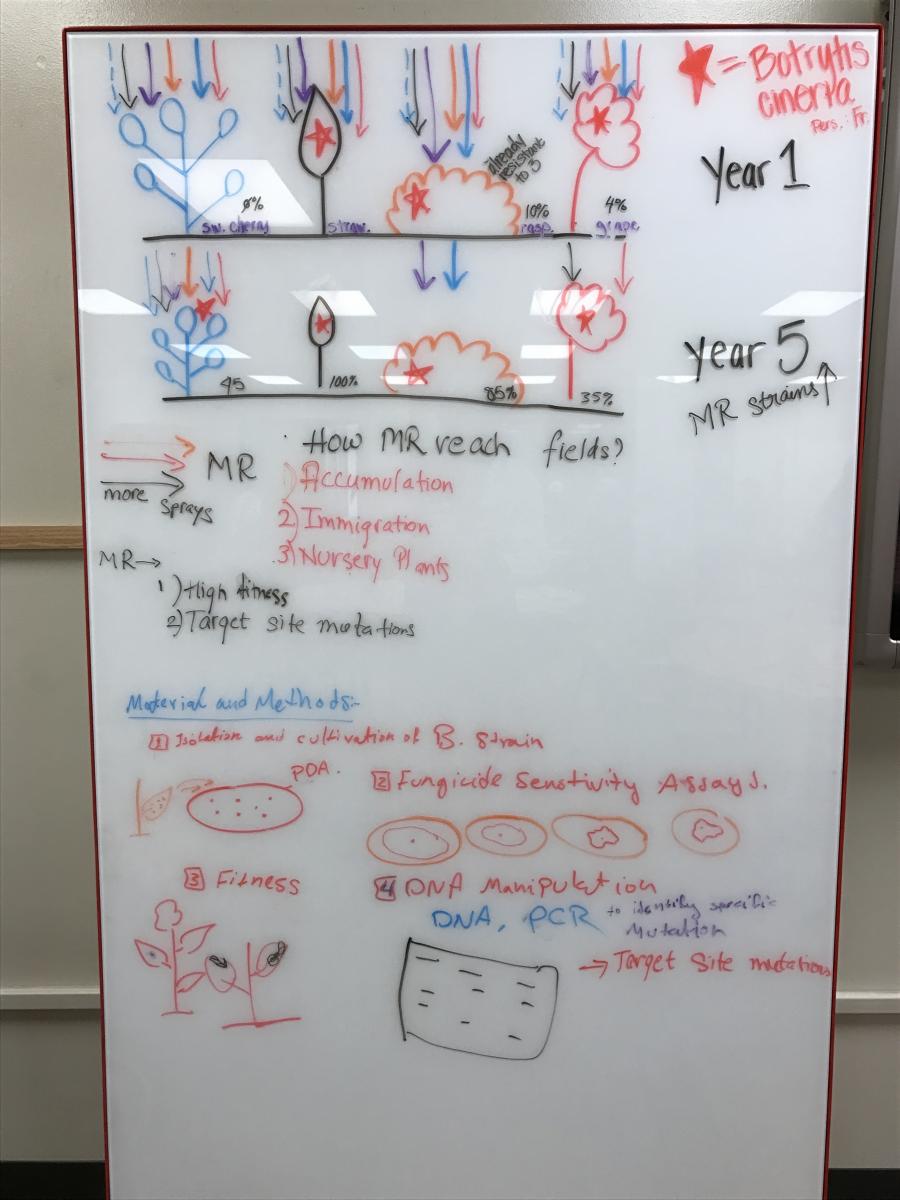 = Botrytis
cinerea
Pers.: Fr.
already
resistant
to 3
Year 1
0%
10%
4%
sw. cherry
straw.
rasp.
grape
Year 5
45
100%
85%
35%
MR strains
How MR reach fields?
MR
more sprays
1) Accumulation
2) Immigration
3) Nursery Plants
MR
1) High fitness
2) Target site mutations
Material and Methods:-
1 Isolation and cultivation of B. strain
PDA.
2 Fungicide Senstivity Assays.
3 Fitness
4 DNA Manipulation
DNA, PCR to identify specific
Mutation
Target Site mutations